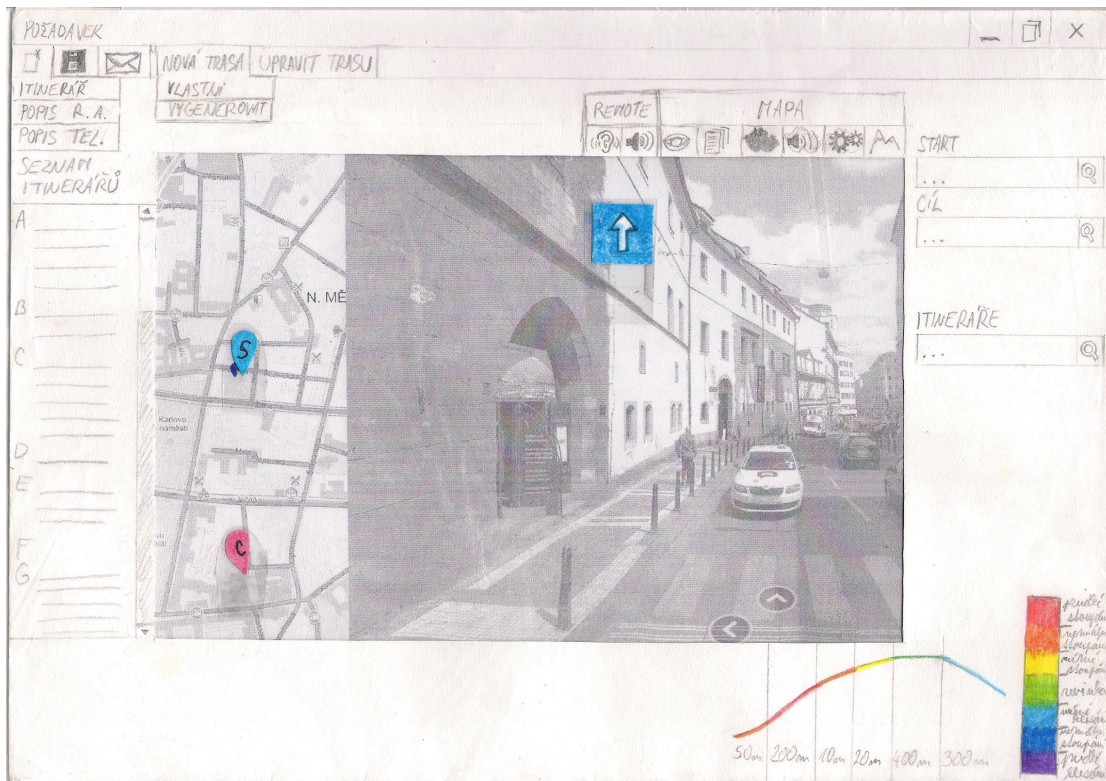 POŽADAVEK
NOVÁ TRASA
UPRAVIT TRASU
ITINERÁŘ
POPIS R. A.
POPIS TEL.
VLASTNÍ
VYGENEROVAT
SEZNAM
ITINERÁŘŮ
REMOTE
MAPA
START
...
CÍL
...
ITINERÁŘE
...
A
B
C
D
E
F
G
N. MĚ
S
Karlovo
náměstí
C
50m
200m
10m
20m
400m
300m